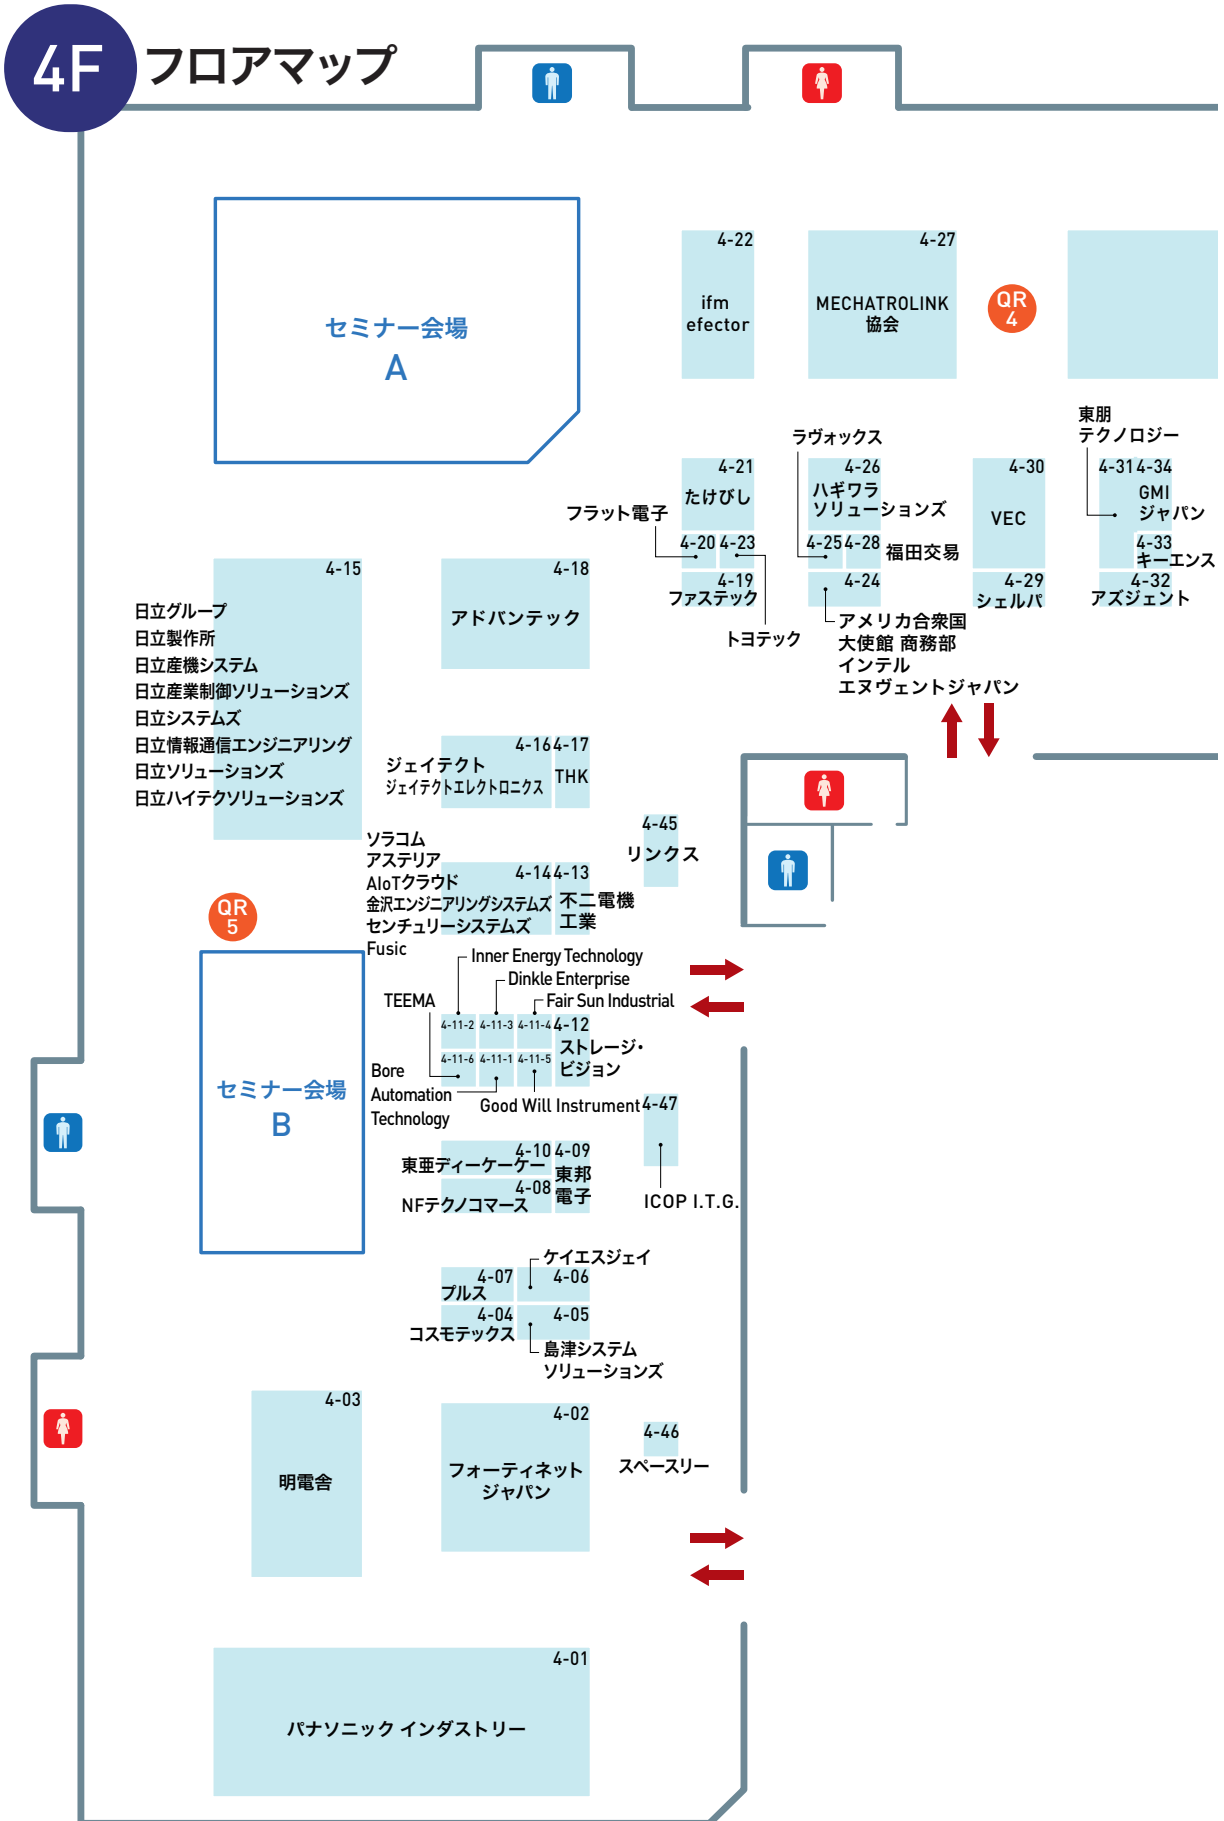 4F フロアマップ
セミナー会場
A
4-22
ifm
efector
4-27
MECHATROLINK
協会
QR
4
東朋
テクノロジー
ラヴォックス
4-21
たけびし
フラット電子
4-20
4-23
4-19
ファステック
トヨテック
4-26
ハギワラ
ソリューションズ
4-25
4-28
福田交易
4-24
アメリカ合衆国
大使館 商務部
インテル
エヌヴェントジャパン
4-30
VEC
4-29
シェルパ
4-31
4-34
GMI
ジャパン
4-33
キーエンス
4-32
アズジェント
4-15
日立グループ
日立製作所
日立産機システム
日立産業制御ソリューションズ
日立システムズ
日立情報通信エンジニアリング
日立ソリューションズ
日立ハイテクソリューションズ
4-18
アドバンテック
4-16
ジェイテクト
ジェイテクトエレクトロニクス
4-17
THK
4-45
リンクス
ソラコム
アステリア
AIoTクラウド
金沢エンジニアリングシステムズ
センチュリーシステムズ
Fusic
4-14
4-13
不二電機
工業
QR
5
セミナー会場
B
Inner Energy Technology
Dinkle Enterprise
Fair Sun Industrial
TEEMA
4-11-2
4-11-3
4-11-4
4-12
ストレージ・
ビジョン
4-11-6
4-11-1
4-11-5
Bore
Automation
Technology
Good Will Instrument
4-47
ICOP I.T.G.
4-10
東亜ディーケーケー
4-09
東邦
電子
4-08
NFテクノコマース
ケイエスジェイ
4-07
プルス
4-06
4-04
コスモテックス
4-05
島津システム
ソリューションズ
4-03
明電舎
4-02
フォーティネット
ジャパン
4-46
スペースリー
4-01
パナソニック インダストリー